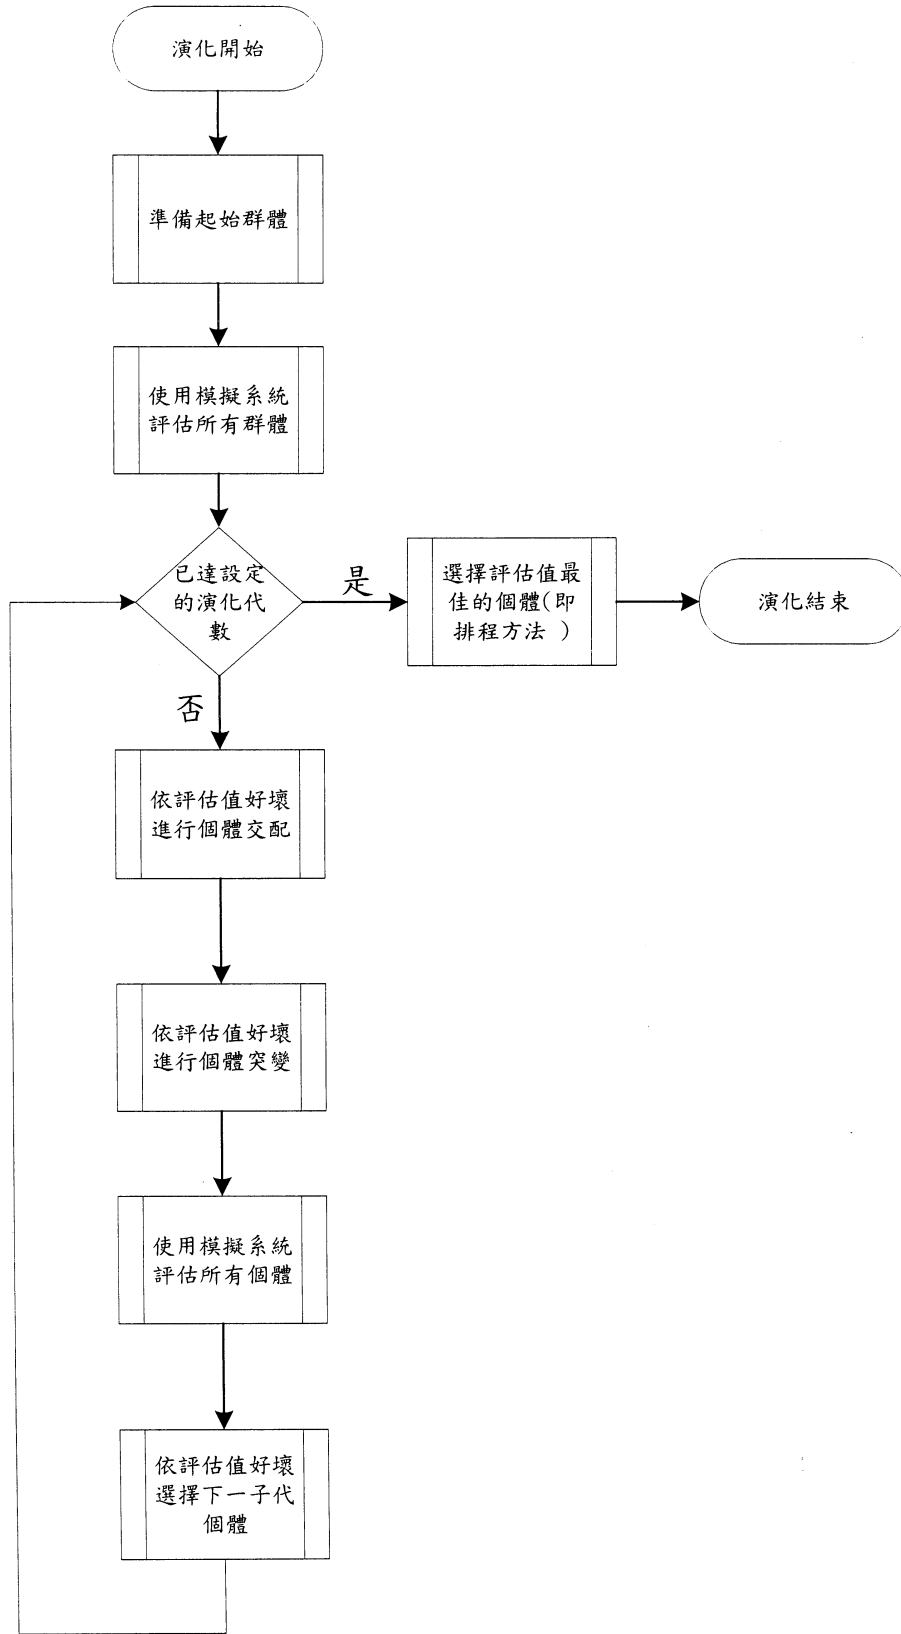 演化開始
準備起始群體
使用模擬系統
評估所有群體
已達設定
的演化代
數
是
選擇評估值最
佳的個體(即
排程方法 )
演化結束
否
依評估值好壞
進行個體交配
依評估值好壞
進行個體突變
使用模擬系統
評估所有個體
依評估值好壞
選擇下一子代
個體